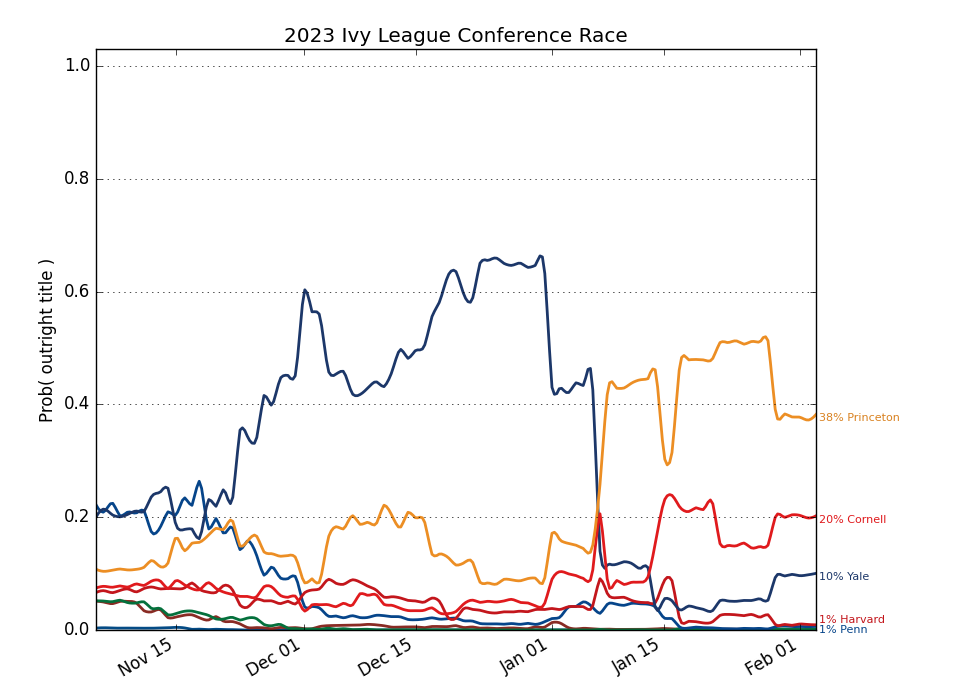 2023 Ivy League Conference Race
Prob( outright title )
1.0
0.8
0.6
0.4
0.2
0.0
38% Princeton
20% Cornell
10% Yale
1% Harvard
1% Penn
Nov 15
Dec 01
Dec 15
Jan 01
Jan 15
Feb 01